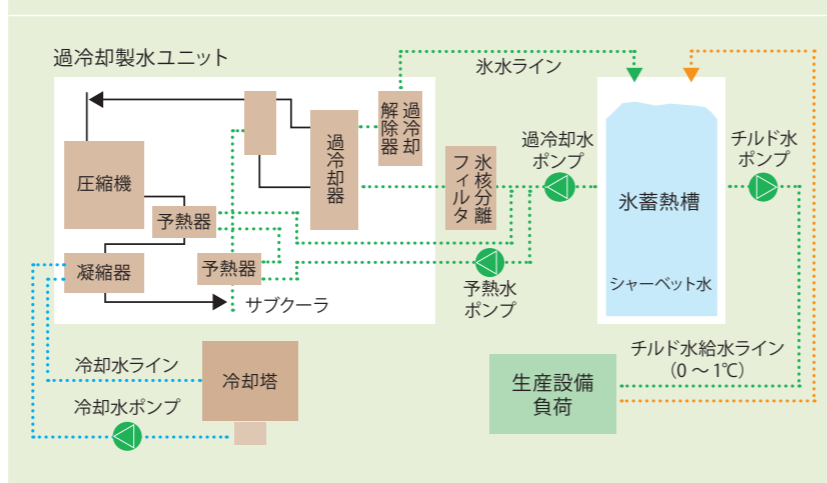 過冷却製氷ユニット
氷水ライン
圧縮機
予熱器
凝縮器
予熱器
サブクーラ
過冷却器
過冷却
解除器
氷核分離
フィルタ
過冷却水
ポンプ
予熱水
ポンプ
氷蓄熱槽
シャーベット水
チルド水
ポンプ
チルド水給水ライン
(0 ～ 1℃)
生産設備
負荷
冷却水ライン
冷却塔
冷却水ポンプ